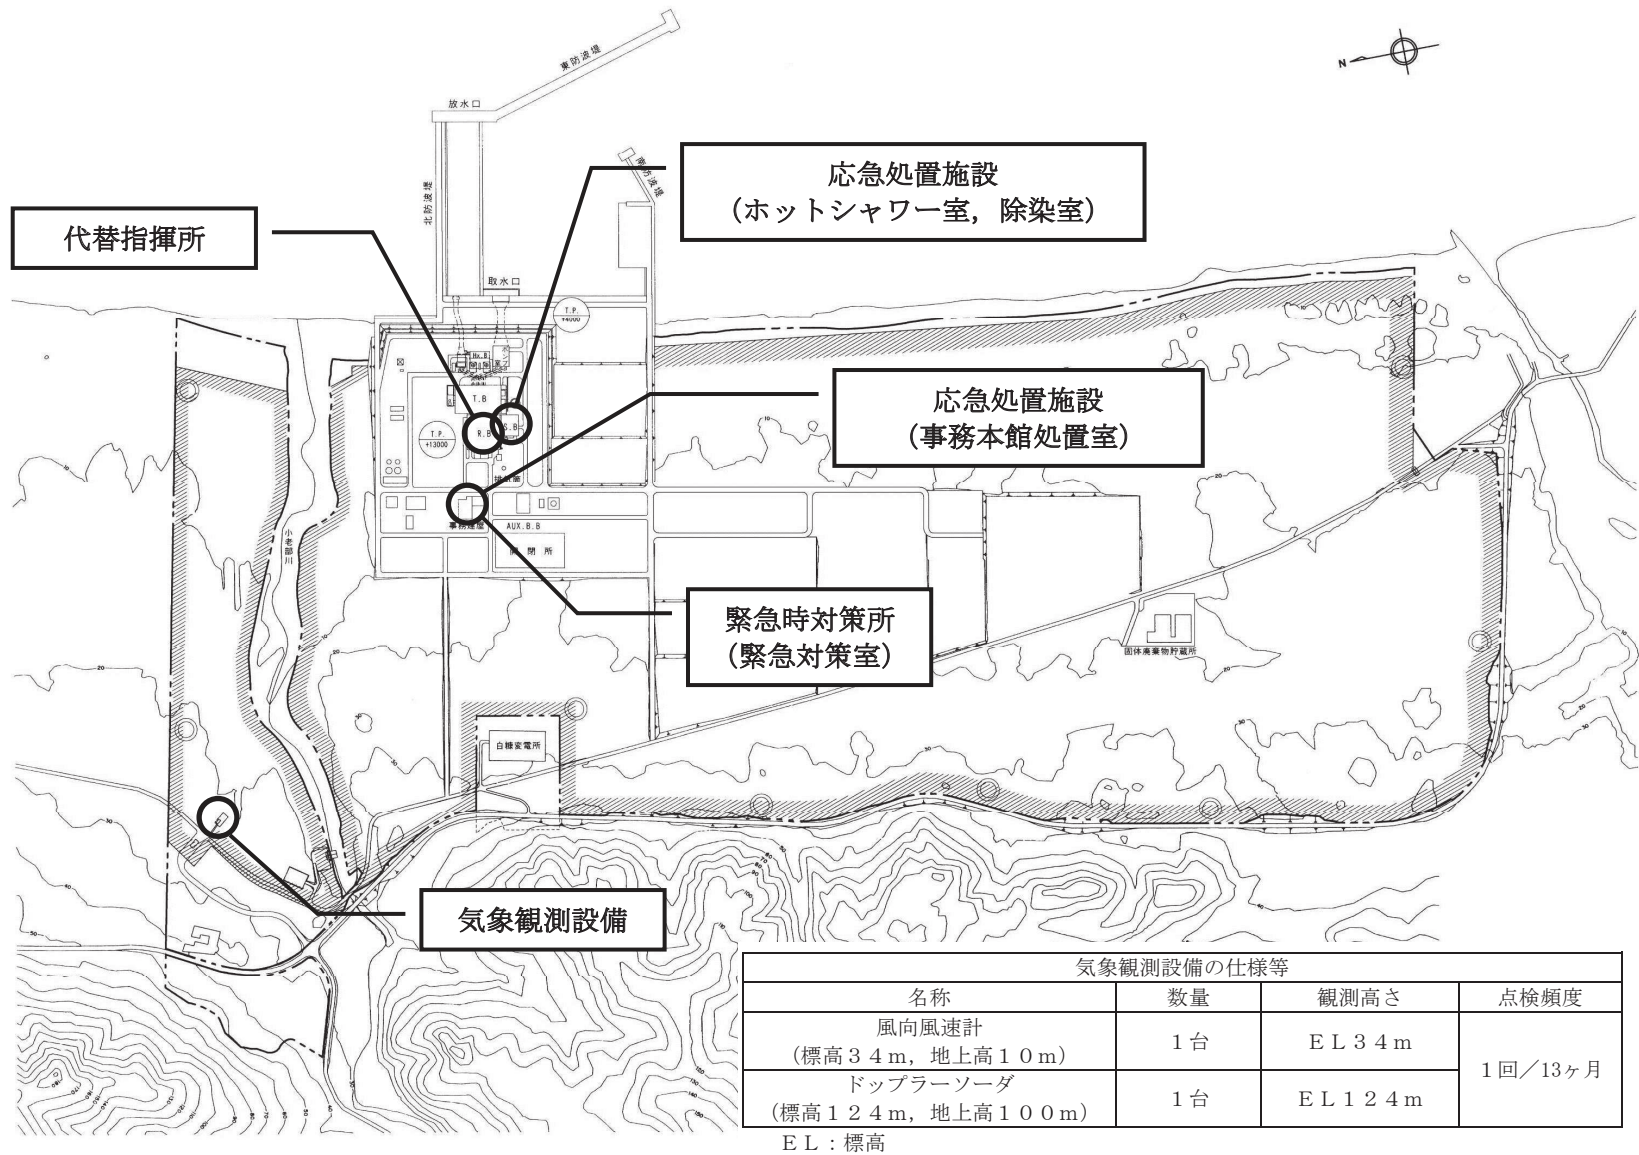 N
東防波堤
放水口
南防波堤
北防波堤
応急処置施設
（ホットシャワー室，除染室）
代替指揮所
取水口
T.P.
+4000
Hx.B
T.B
S.B
R.B
T.P.
+13000
排気筒
応急処置施設
（事務本館処置室）
事務建屋
AUX.B.B
開閉所
小老部川
緊急時対策所
（緊急対策室）
固体廃棄物貯蔵所
白糠変電所
気象観測設備
気象観測設備の仕様等
名称 数量 観測高さ 点検頻度
風向風速計
（標高３４ｍ，地上高１０ｍ） １台 ＥＬ３４ｍ
１回／13ヶ月
ドップラーソーダ
（標高１２４ｍ，地上高１００ｍ） １台 ＥＬ１２４ｍ
ＥＬ：標高